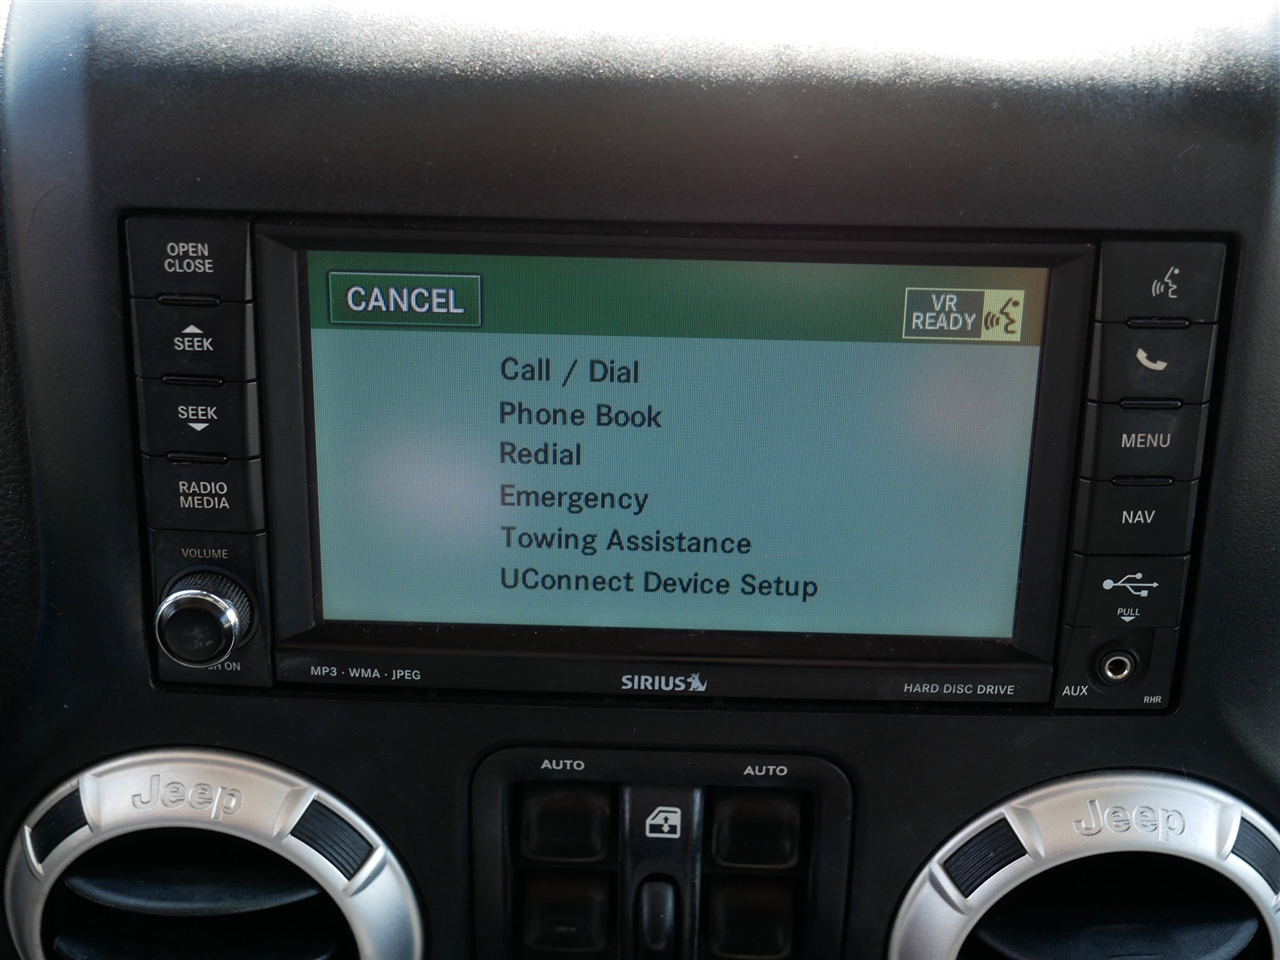 OPEN
CLOSE
SEEK
SEEK
RADIO
MEDIA
VOLUME
ON
CANCEL
VR
READY
Call / Dial
Phone Book
Redial
Emergency
Towing Assistance
UConnect Device Setup
MENU
NAV
PULL
AUX
RHR
MP3 · WMA · JPEG
SIRIUS
HARD DISC DRIVE
AUTO
AUTO
Jeep
Jeep